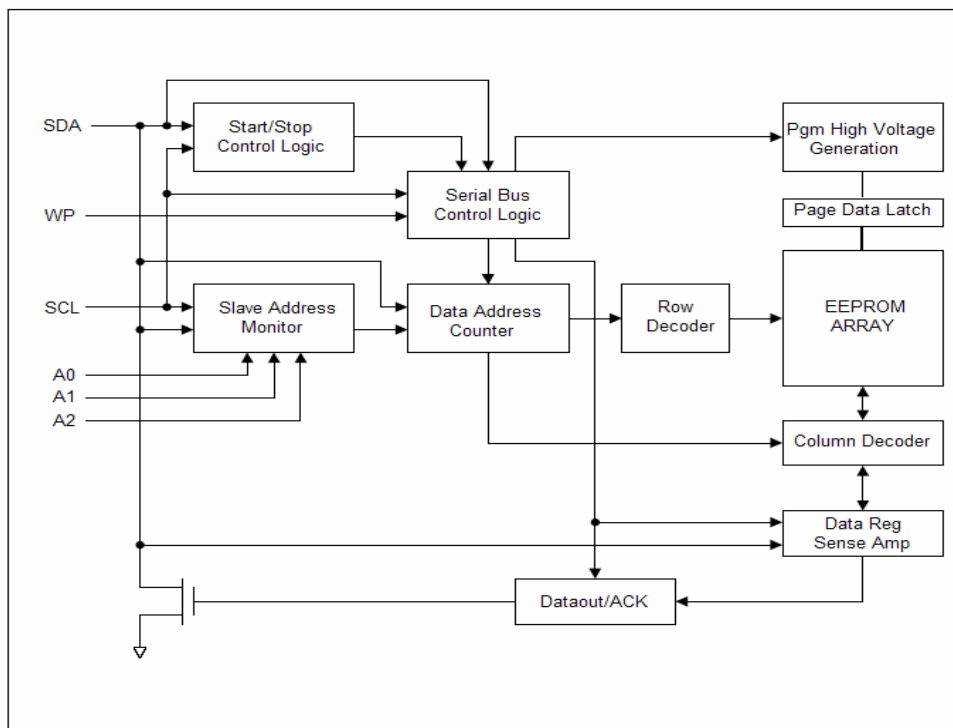 SDA
Start/Stop
Control Logic
Pgm High Voltage
Generation
WP
Serial Bus
Control Logic
Page Data Latch
SCL
Slave Address
Monitor
Data Address
Counter
Row
Decoder
EEPROM
ARRAY
A0
A1
A2
Column Decoder
Data Reg
Sense Amp
Dataout/ACK